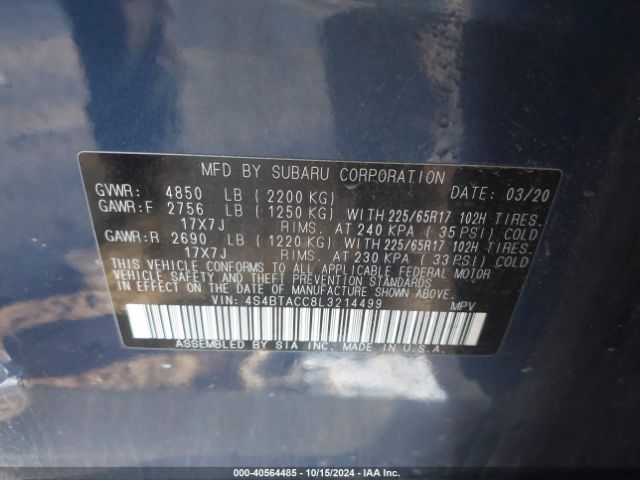 MFD BY SUBARU CORPORATION
GVWR: 4850 LB ( 2200 KG) DATE: 03/20
GAWR:F 2756 LB ( 1250 KG) WITH 225/65R17 102H TIRES.
17X7J RIMS. AT 240 KPA ( 35 PSI) COLD
GAWR:R 2690 LB ( 1220 KG) WITH 225/65R17 102H TIRES.
17X7J RIMS. AT 230 KPA ( 33 PSI) COLD
THIS VEHICLE CONFORMS TO ALL APPLICABLE FEDERAL MOTOR
VEHICLE SAFETY, BUMPER, AND THEFT PREVENTION STANDARDS
IN EFFECT ON THE DATE OF MANUFACTURE SHOWN ABOVE.
VIN: 4S4BTACC8L3214499 MPV
ASSEMBLED BY SIA INC. MADE IN U.S.A.
000-40564485 - 10/15/2024 - IAA Inc.